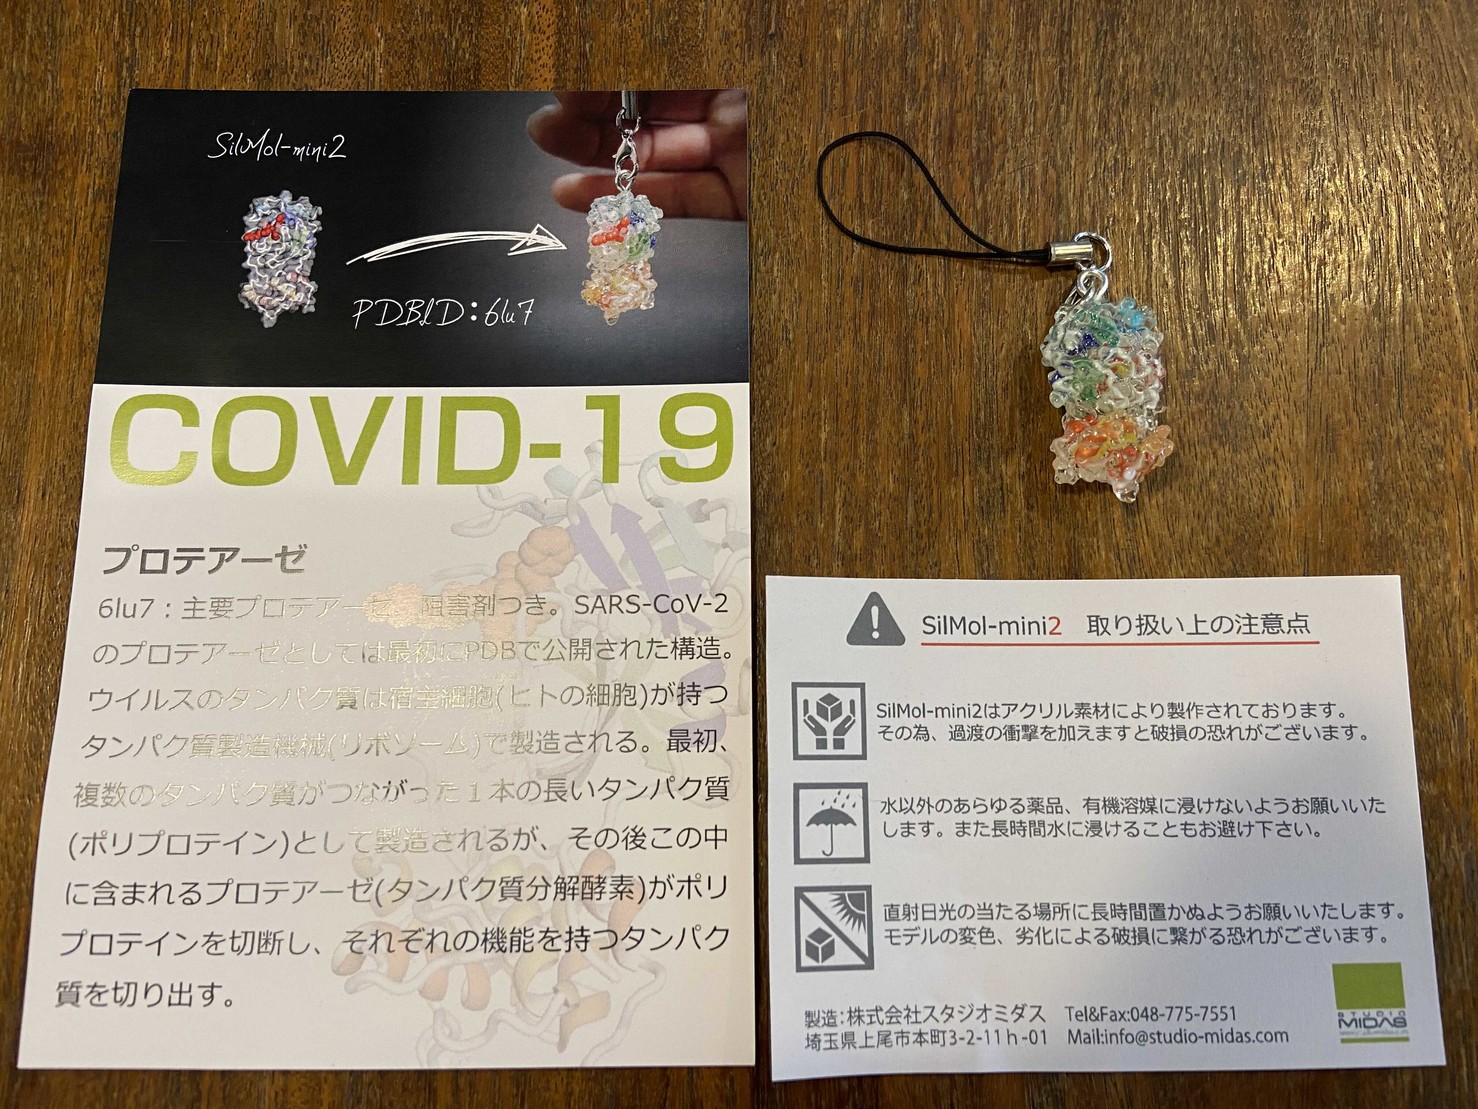 SilMol-mini2
PDBID:6lu7
COVID-19
プロテアーゼ
6lu7：主要プロテアーゼ、阻害剤つき。SARS-CoV-2
のプロテアーゼとしては最初にPDBで公開された構造。
ウイルスのタンパク質は宿主細胞(ヒトの細胞)が持つ
タンパク質製造機械(リボソーム)で製造される。最初、
複数のタンパク質がつながった１本の長いタンパク質
(ポリプロテイン)として製造されるが、その後この中
に含まれるプロテアーゼ(タンパク質分解酵素)がポリ
プロテインを切断し、それぞれの機能を持つタンパク
質を切り出す。
SilMol-mini2 取り扱い上の注意点
SilMol-mini2はアクリル素材により製作されております。
その為、過渡の衝撃を加えますと破損の恐れがございます。
水以外のあらゆる薬品、有機溶媒に浸けないようお願いいた
します。また長時間水に浸けることもお避け下さい。
直射日光の当たる場所に長時間置かぬようお願いいたします。
モデルの変色、劣化による破損に繋がる恐れがございます。
製造：株式会社スタジオミダス Tel&Fax:048-775-7551
埼玉県上尾市本町3-2-11ｈ-01 Mail:info@studio-midas.com
STUDIO
MIDAS